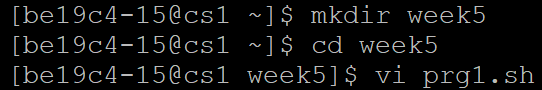 [be19c4-15@cs1 ~]$ mkdir week5
[be19c4-15@cs1 ~]$ cd week5
[be19c4-15@cs1 week5]$ vi prg1.sh